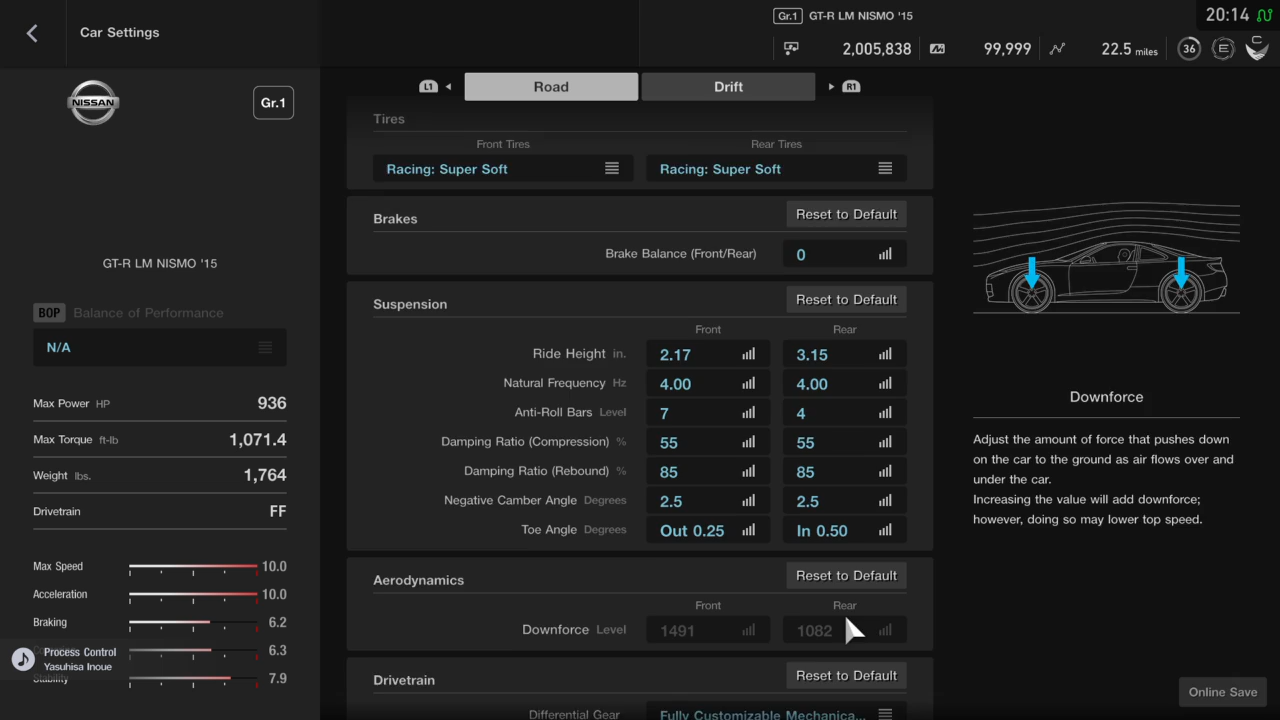 Car Settings
Gr.1 GT-R LM NISMO '15
20:14
2,005,838
99,999
22.5 miles
36
E
C
L1
Road
Drift
R1
NISSAN
Gr.1
GT-R LM NISMO '15
BOP Balance of Performance
N/A
Max Power HP 936
Max Torque ft-lb 1,071.4
Weight lbs. 1,764
Drivetrain FF
Max Speed 10.0
Acceleration 10.0
Braking 6.2
6.3
Stability 7.9
Process Control
Yasuhisa Inoue
Tires
Front Tires Rear Tires
Racing: Super Soft Racing: Super Soft
Brakes Reset to Default
Brake Balance (Front/Rear) 0
Suspension Reset to Default
Front Rear
Ride Height in. 2.17 3.15
Natural Frequency Hz 4.00 4.00
Anti-Roll Bars Level 7 4
Damping Ratio (Compression) % 55 55
Damping Ratio (Rebound) % 85 85
Negative Camber Angle Degrees 2.5 2.5
Toe Angle Degrees Out 0.25 In 0.50
Aerodynamics Reset to Default
Front Rear
Downforce Level 1491 1082
Drivetrain Reset to Default
Differential Gear Fully Customizable Mechanica...
Downforce
Adjust the amount of force that pushes down
on the car to the ground as air flows over and
under the car.
Increasing the value will add downforce;
however, doing so may lower top speed.
Online Save